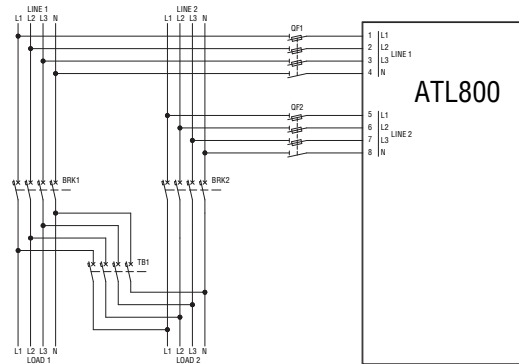 LINE 1
L1 L2 L3 N
LINE 2
L1 L2 L3 N
QF1
1 L1
2 L2
3 L3
4 N
LINE 1
ATL800
QF2
5 L1
6 L2
7 L3
8 N
LINE 2
BRK1
BRK2
TB1
L1 L2 L3 N
LOAD 1
L1 L2 L3 N
LOAD 2